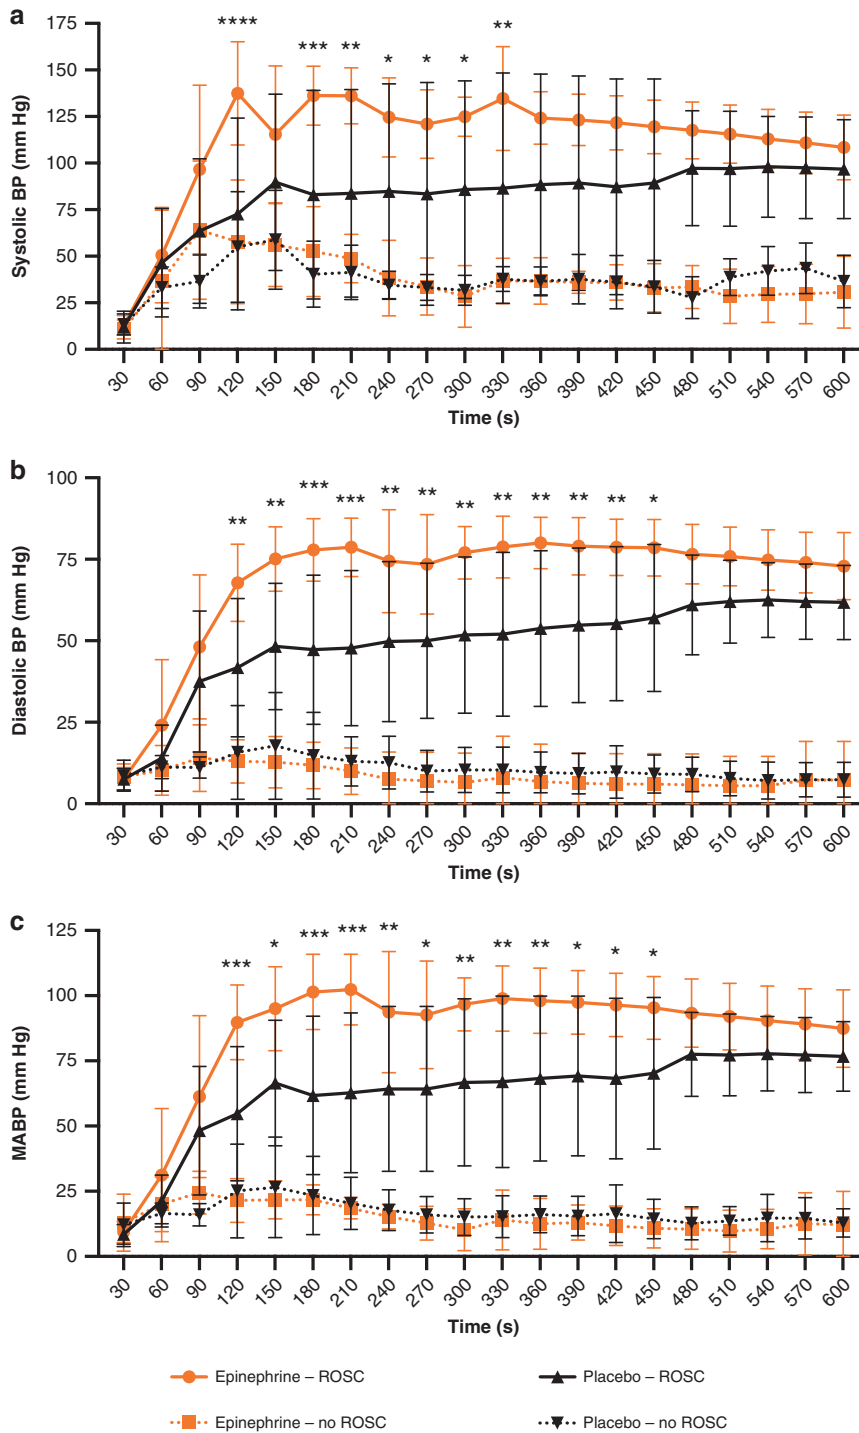 a
**** *** ** * * * **
175
150
125
100
75
50
25
0
Systolic BP (mm Hg)
30 60 90 120 150 180 210 240 270 300 330 360 390 420 450 480 510 540 570 600
Time (s)
b
** ** *** *** ** ** ** ** ** ** ** *
100
75
50
25
0
Diastolic BP (mm Hg)
30 60 90 120 150 180 210 240 270 300 330 360 390 420 450 480 510 540 570 600
Time (s)
c
*** * *** *** ** * ** ** ** * * *
125
100
75
50
25
0
MABP (mm Hg)
30 60 90 120 150 180 210 240 270 300 330 360 390 420 450 480 510 540 570 600
Time (s)
Epinephrine – ROSC Placebo – ROSC
Epinephrine – no ROSC Placebo – no ROSC